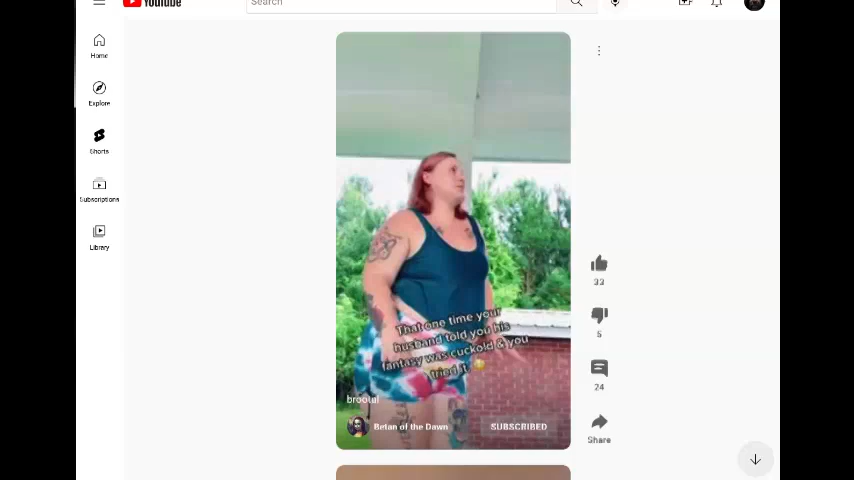 YouTube
Search
Home
Explore
Shorts
Subscriptions
Library
That one time your
husband told you his
fantasy was cuckold & you
tried it.
brootal
Betan of the Dawn
SUBSCRIBED
33
5
24
Share